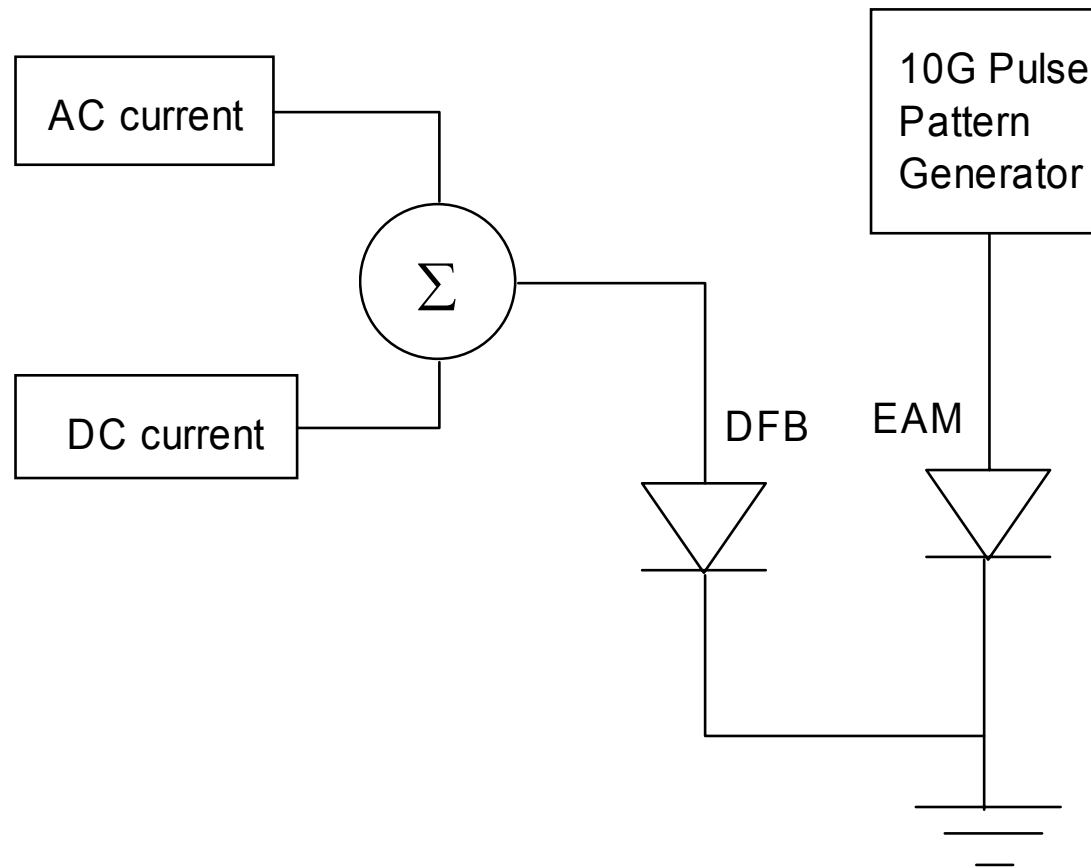 AC current
10G Pulse
Pattern
Generator
Σ
DC current
DFB
EAM